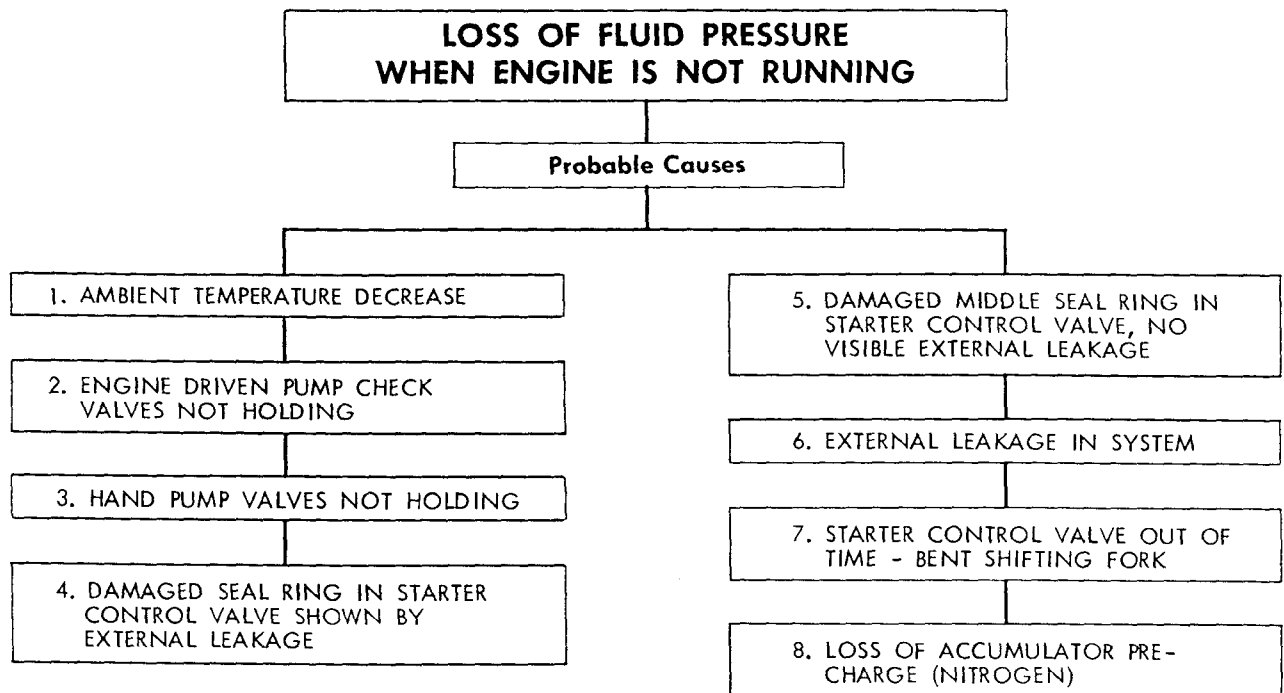 LOSS OF FLUID PRESSURE
WHEN ENGINE IS NOT RUNNING
Probable Causes
1. AMBIENT TEMPERATURE DECREASE
2. ENGINE DRIVEN PUMP CHECK
VALVES NOT HOLDING
3. HAND PUMP VALVES NOT HOLDING
4. DAMAGED SEAL RING IN STARTER
CONTROL VALVE SHOWN BY
EXTERNAL LEAKAGE
5. DAMAGED MIDDLE SEAL RING IN
STARTER CONTROL VALVE, NO
VISIBLE EXTERNAL LEAKAGE
6. EXTERNAL LEAKAGE IN SYSTEM
7. STARTER CONTROL VALVE OUT OF
TIME - BENT SHIFTING FORK
8. LOSS OF ACCUMULATOR PRE-
CHARGE (NITROGEN)